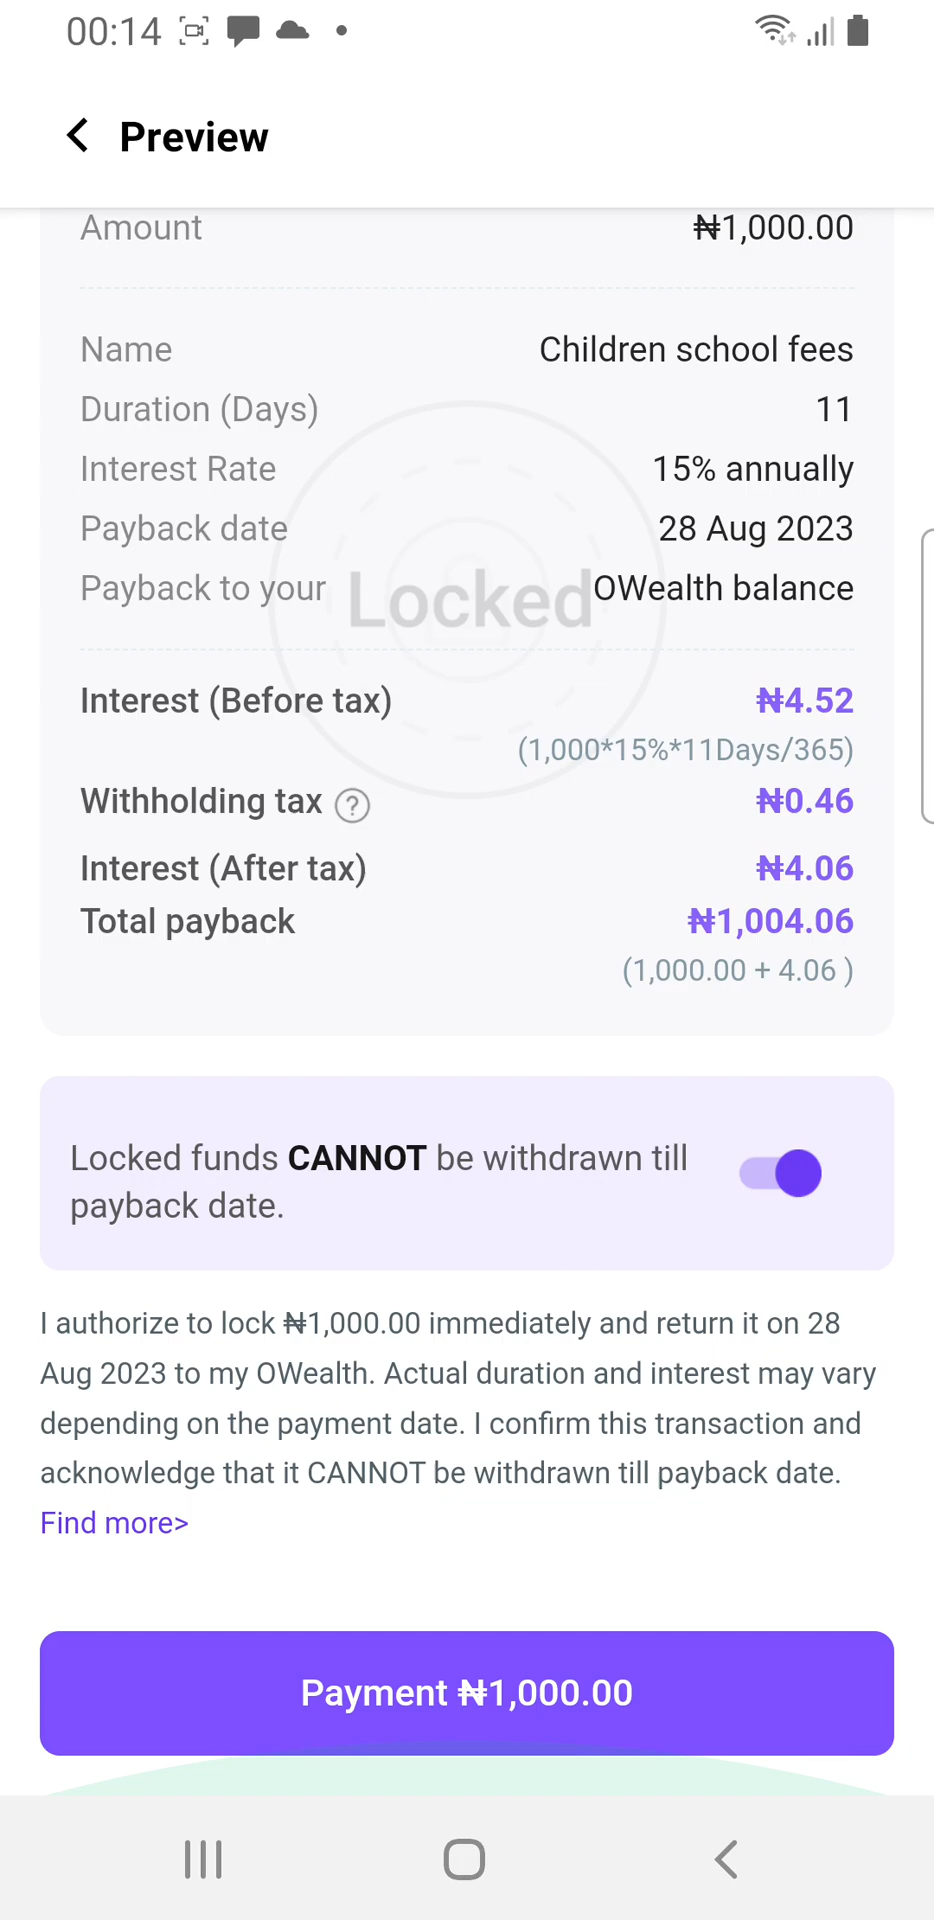 00:14
Preview
Amount ₦1,000.00
Name Children school fees
Duration (Days) 11
Interest Rate 15% annually
Payback date 28 Aug 2023
Payback to your OWealth balance
Locked
Interest (Before tax) ₦4.52
(1,000*15%*11Days/365)
Withholding tax ? ₦0.46
Interest (After tax) ₦4.06
Total payback ₦1,004.06
(1,000.00 + 4.06 )
Locked funds CANNOT be withdrawn till
payback date.
I authorize to lock ₦1,000.00 immediately and return it on 28
Aug 2023 to my OWealth. Actual duration and interest may vary
depending on the payment date. I confirm this transaction and
acknowledge that it CANNOT be withdrawn till payback date.
Find more>
Payment ₦1,000.00